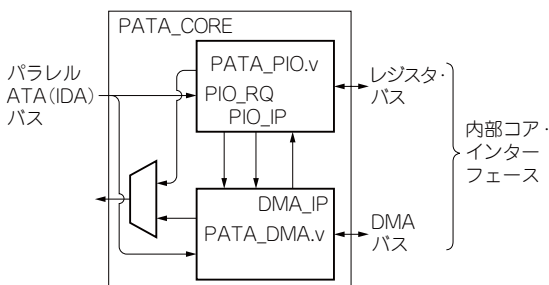 PATA_CORE
パラレル
ATA(IDA)
バス
PATA_PIO.v
PIO_RQ
PIO_IP
レジスタ・
バス
内部コア・
インター
フェース
DMA_IP
PATA_DMA.v
DMA
バス